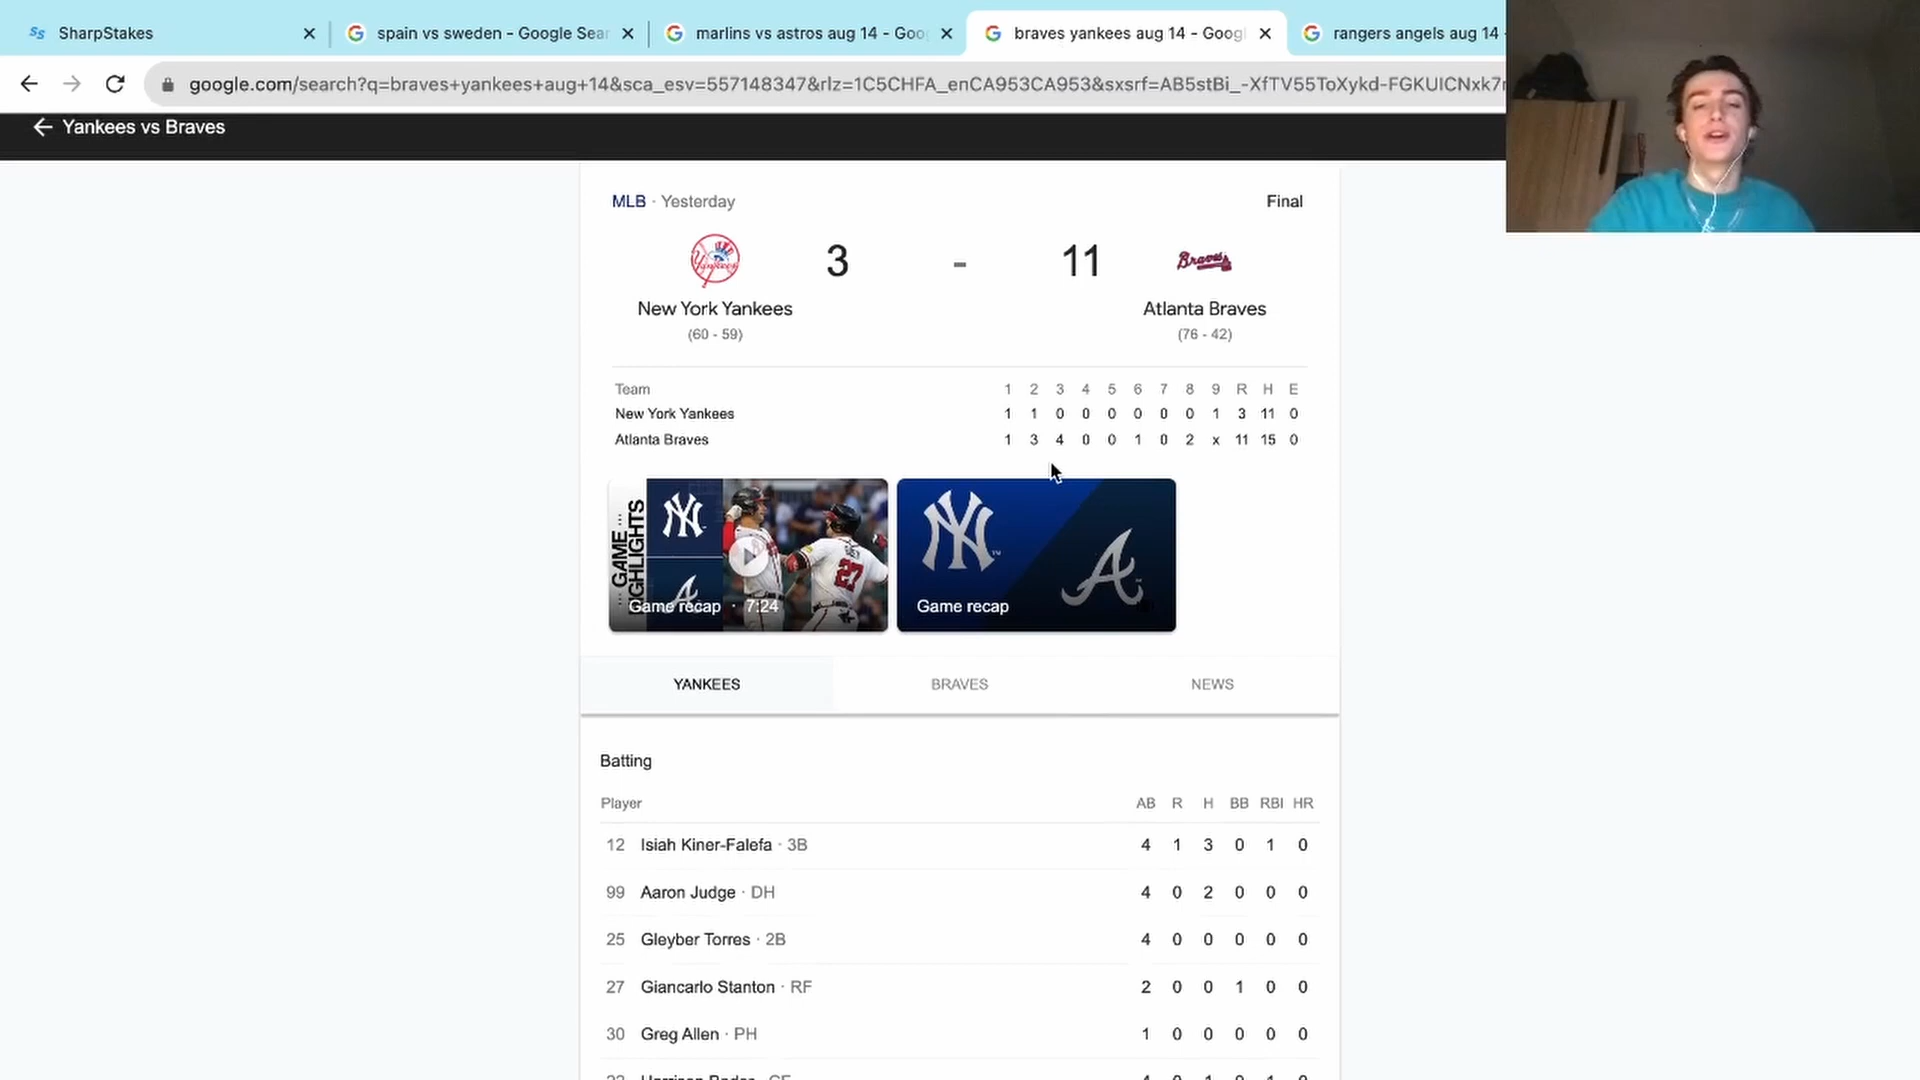 SharpStakes
spain vs sweden - Google Sear
marlins vs astros aug 14 - Goo
braves yankees aug 14 - Googl
rangers angels aug 14 -
google.com/search?q=braves+yankees+aug+14&sca_esv=557148347&rlz=1C5CHFA_enCA953CA953&sxsrf=AB5stBi_-XfTV55ToXykd-FGKUICNxk7r
Yankees vs Braves
MLB · Yesterday
Final
3 - 11
New York Yankees
(60 - 59)
Braves
Atlanta Braves
(76 - 42)
Team 1 2 3 4 5 6 7 8 9 R H E
New York Yankees 1 1 0 0 0 0 0 0 1 3 11 0
Atlanta Braves 1 3 4 0 0 1 0 2 x 11 15 0
GAME HIGHLIGHTS
27
Game recap · 7:24
Game recap
YANKEES
BRAVES
NEWS
Batting
Player AB R H BB RBI HR
12 Isiah Kiner-Falefa · 3B 4 1 3 0 1 0
99 Aaron Judge · DH 4 0 2 0 0 0
25 Gleyber Torres · 2B 4 0 0 0 0 0
27 Giancarlo Stanton · RF 2 0 0 1 0 0
30 Greg Allen · PH 1 0 0 0 0 0